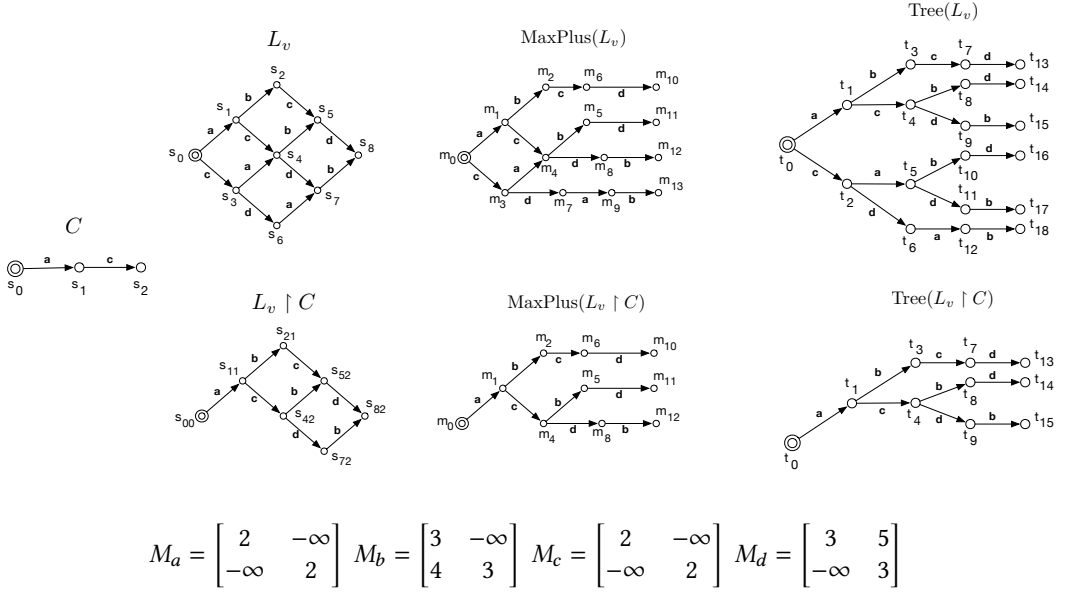 L_v
MaxPlus(L_v)
Tree(L_v)
s_0 s_1 s_2 s_3 s_4 s_5 s_6 s_7 s_8
a b c c b d a d d a b
m_0 m_1 m_2 m_3 m_4 m_5 m_6 m_7 m_8 m_9 m_10 m_11 m_12 m_13
a b c d c b d c a d b d a b
t_0 t_1 t_2 t_3 t_4 t_5 t_6 t_7 t_8 t_9 t_10 t_11 t_12 t_13 t_14 t_15 t_16 t_17 t_18
a b c d c b d d b c a b d d b d a b
C
s_0 s_1 s_2
a c
L_v ↾ C
MaxPlus(L_v ↾ C)
Tree(L_v ↾ C)
s_00 s_11 s_21 s_42 s_52 s_72 s_82
a b c c b d d b
m_0 m_1 m_2 m_4 m_5 m_6 m_8 m_10 m_11 m_12
a b c d c b d d b
t_0 t_1 t_3 t_4 t_7 t_8 t_9 t_13 t_14 t_15
a b c d c b d d b
M_a = [2 −∞ −∞ 2] M_b = [3 −∞ 4 3] M_c = [2 −∞ −∞ 2] M_d = [3 5 −∞ 3]